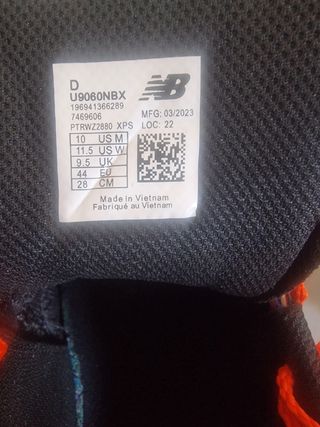 D
U9060NBX
196941366289
7469606
PTRWZ2880 XPS
10 US M
11.5 US W
9.5 UK
44 EU
28 CM
NB
MFG: 03/2023
LOC: 22
Made in Vietnam
Fabriqué au Vietnam